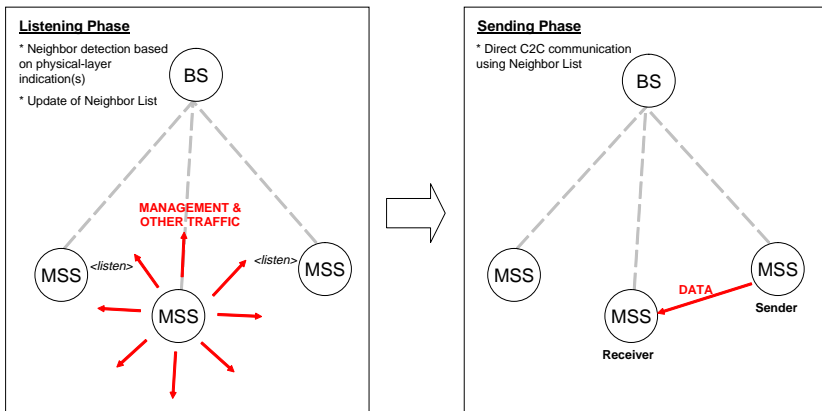 Listening Phase
* Neighbor detection based
on physical-layer
indication(s)
* Update of Neighbor List
BS
MANAGEMENT &
OTHER TRAFFIC
MSS
<listen>
<listen>
MSS
MSS
Sending Phase
* Direct C2C communication
using Neighbor List
BS
MSS
MSS
DATA
Sender
MSS
Receiver